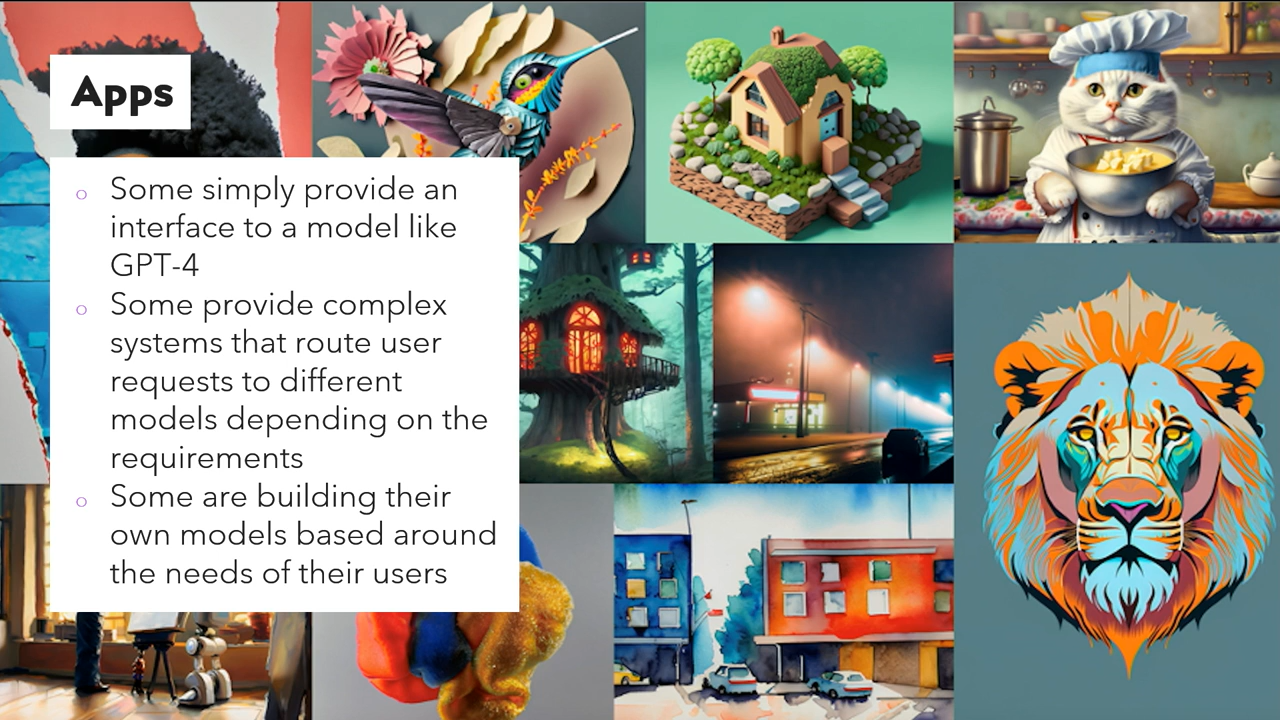 Apps
o Some simply provide an
interface to a model like
GPT-4
o Some provide complex
systems that route user
requests to different
models depending on the
requirements
o Some are building their
own models based around
the needs of their users